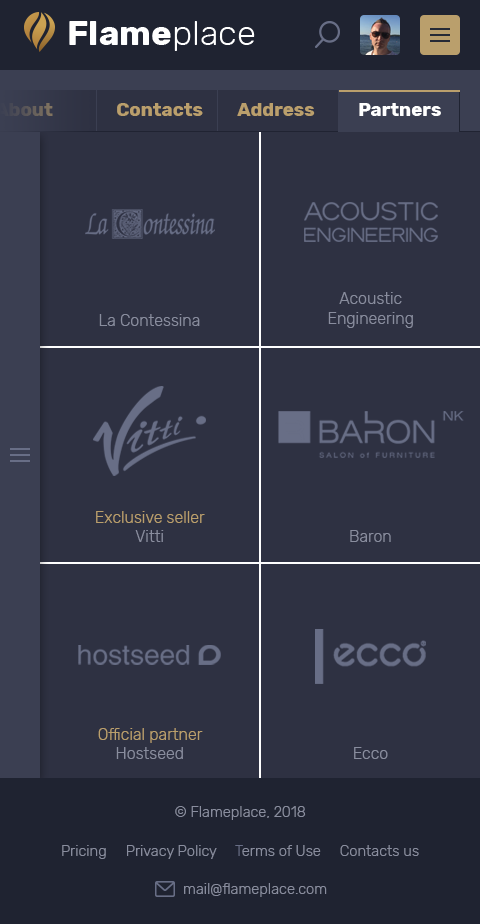 Flameplace
About
Contacts
Address
Partners
La Contessina
La Contessina
ACOUSTIC
ENGINEERING
Acoustic
Engineering
Vitti
Exclusive seller
Vitti
BARON NK
SALON of FURNITURE
Baron
hostseed
Official partner
Hostseed
ecco
Ecco
© Flameplace, 2018
Pricing
Privacy Policy
Terms of Use
Contacts us
mail@flameplace.com